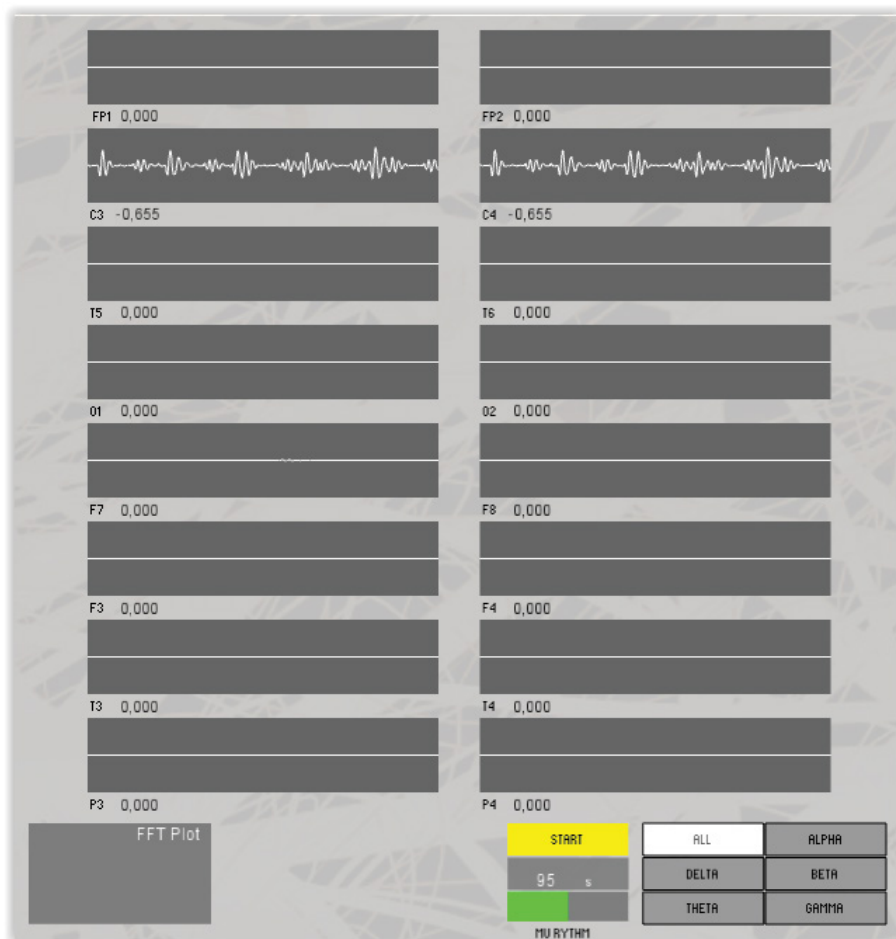 FP1 0,000
FP2 0,000
C3 -0,655
C4 -0,655
T5 0,000
T6 0,000
O1 0,000
O2 0,000
F7 0,000
F8 0,000
F3 0,000
F4 0,000
T3 0,000
T4 0,000
P3 0,000
P4 0,000
FFT Plot
START
ALL
ALPHA
95 s
DELTA
BETA
THETA
GAMMA
MU RYTHM